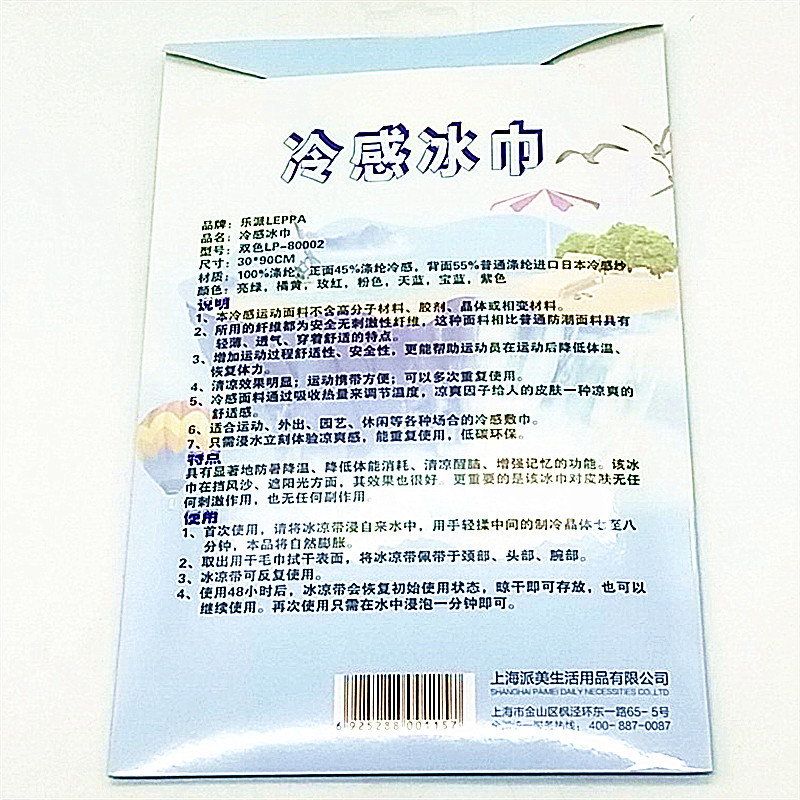 冷感冰巾
品牌：乐派LEPPA
品名：冷感冰巾
型号：双色LP-80002
尺寸：30*90CM
材质：100%涤纶，正面45%涤纶冷感，背面55%普通涤纶进口日本冷感纱，
颜色：亮绿，橘黄，玫红，粉色，天蓝，宝蓝，紫色
说明
1、本冷感运动面料不含高分子材料、胶剂、晶体或相变材料。
2、所用的纤维都为安全无刺激性纤维，这种面料相比普通防潮面料具有
轻薄、透气、穿着舒适的特点。
3、增加运动过程舒适性、安全性，更能帮助运动员在运动后降低体温、
恢复体力。
4、清凉效果明显；运动携带方便；可以多次重复使用。
5、冷感面料通过吸收热量来调节温度，凉爽因子给人的皮肤一种凉爽的
舒适感。
6、适合运动、外出、园艺、休闲等各种场合的冷感敷巾。
7、只需浸水立刻体验凉爽感，能重复使用，低碳环保。
特点
具有显著地防暑降温、降低体能消耗、清凉醒脑、增强记忆的功能。该冰
巾在挡风沙、遮阳光方面，其效果也很好。更重要的是该冰巾对皮肤无任
何刺激作用，也无任何副作用。
使用
1、首次使用，请将冰凉带浸自来水中，用手轻揉中间的制冷晶体七至八
分钟，本品将自然膨胀。
2、取出用干毛巾拭干表面，将冰凉带佩带于颈部、头部、腕部。
3、冰凉带可反复使用。
4、使用48小时后，冰凉带会恢复初始使用状态，晾干即可存放，也可以
继续使用。再次使用只需在水中浸泡一分钟即可。
上海派美生活用品有限公司
SHANGHAI PAIMEI DAILY NECESSITIES CO.,LTD
上海市金山区枫泾环东一路65-5号
全国统一服务热线：400-887-0087
6 925288 001157